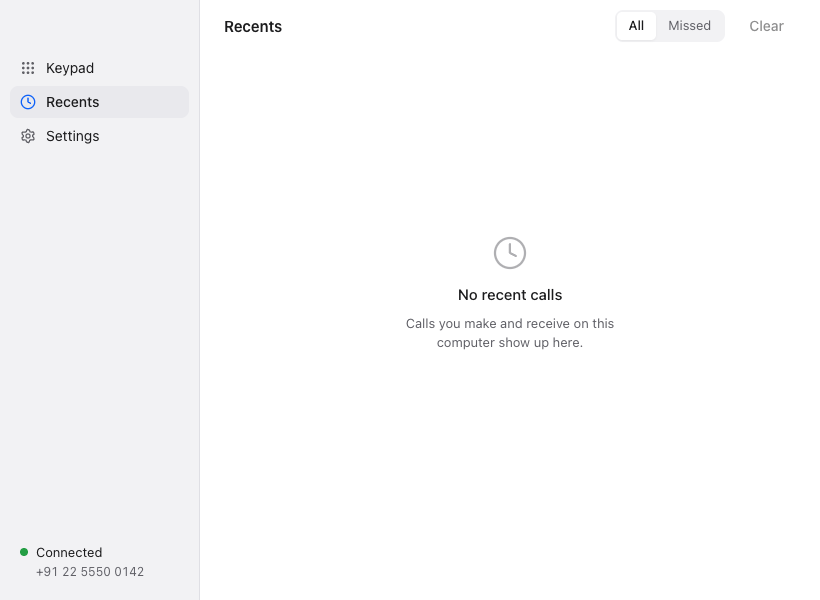 Keypad
Recents
Settings
Connected
+91 22 5550 0142
Recents
All
Missed
Clear
No recent calls
Calls you make and receive on this
computer show up here.